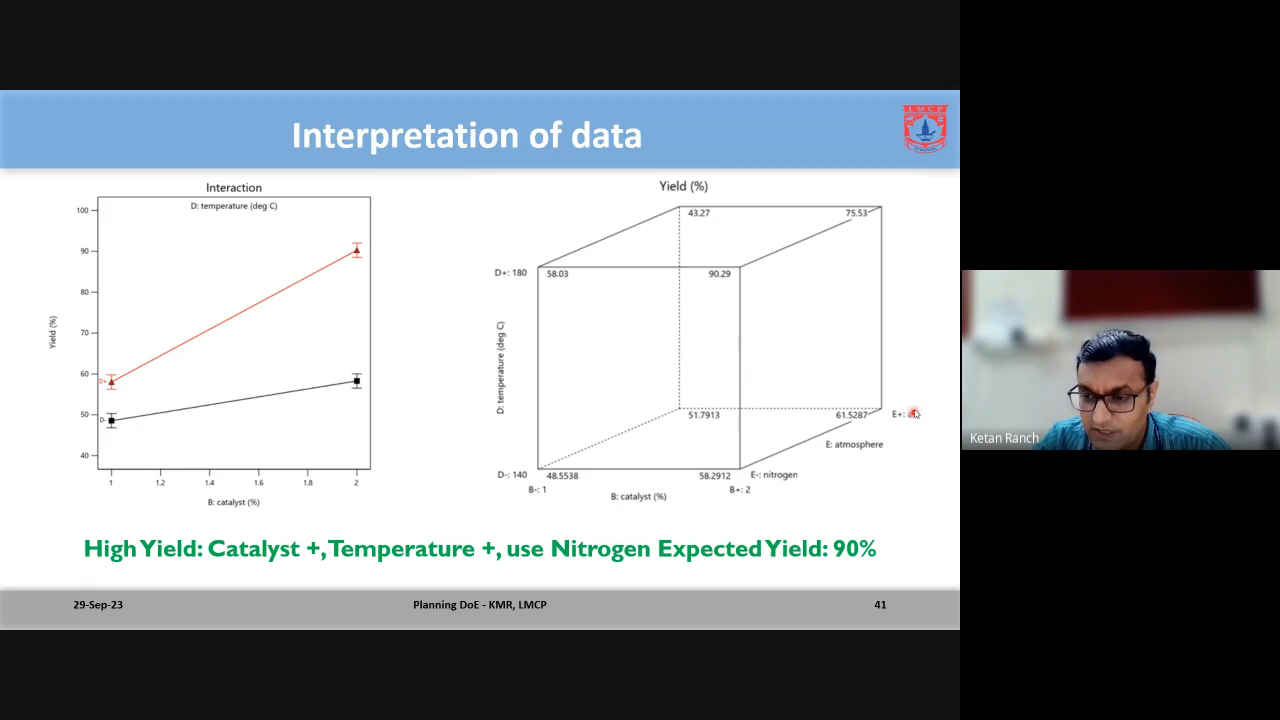 Interpretation of data
LMCP
Interaction
D: temperature (deg C)
100
90
80
70
60
50
40
Yield (%)
D+
D-
1
1.2
1.4
1.6
1.8
2
B: catalyst (%)
Yield (%)
43.27
75.53
D+: 180
58.03
90.29
D: temperature (deg C)
51.7913
61.5287
E+:
E: atmosphere
D-: 140
48.5538
58.2912
E-: nitrogen
B-: 1
B: catalyst (%)
B+: 2
High Yield: Catalyst +, Temperature +, use Nitrogen Expected Yield: 90%
29-Sep-23
Planning DoE - KMR, LMCP
41
Ketan Ranch